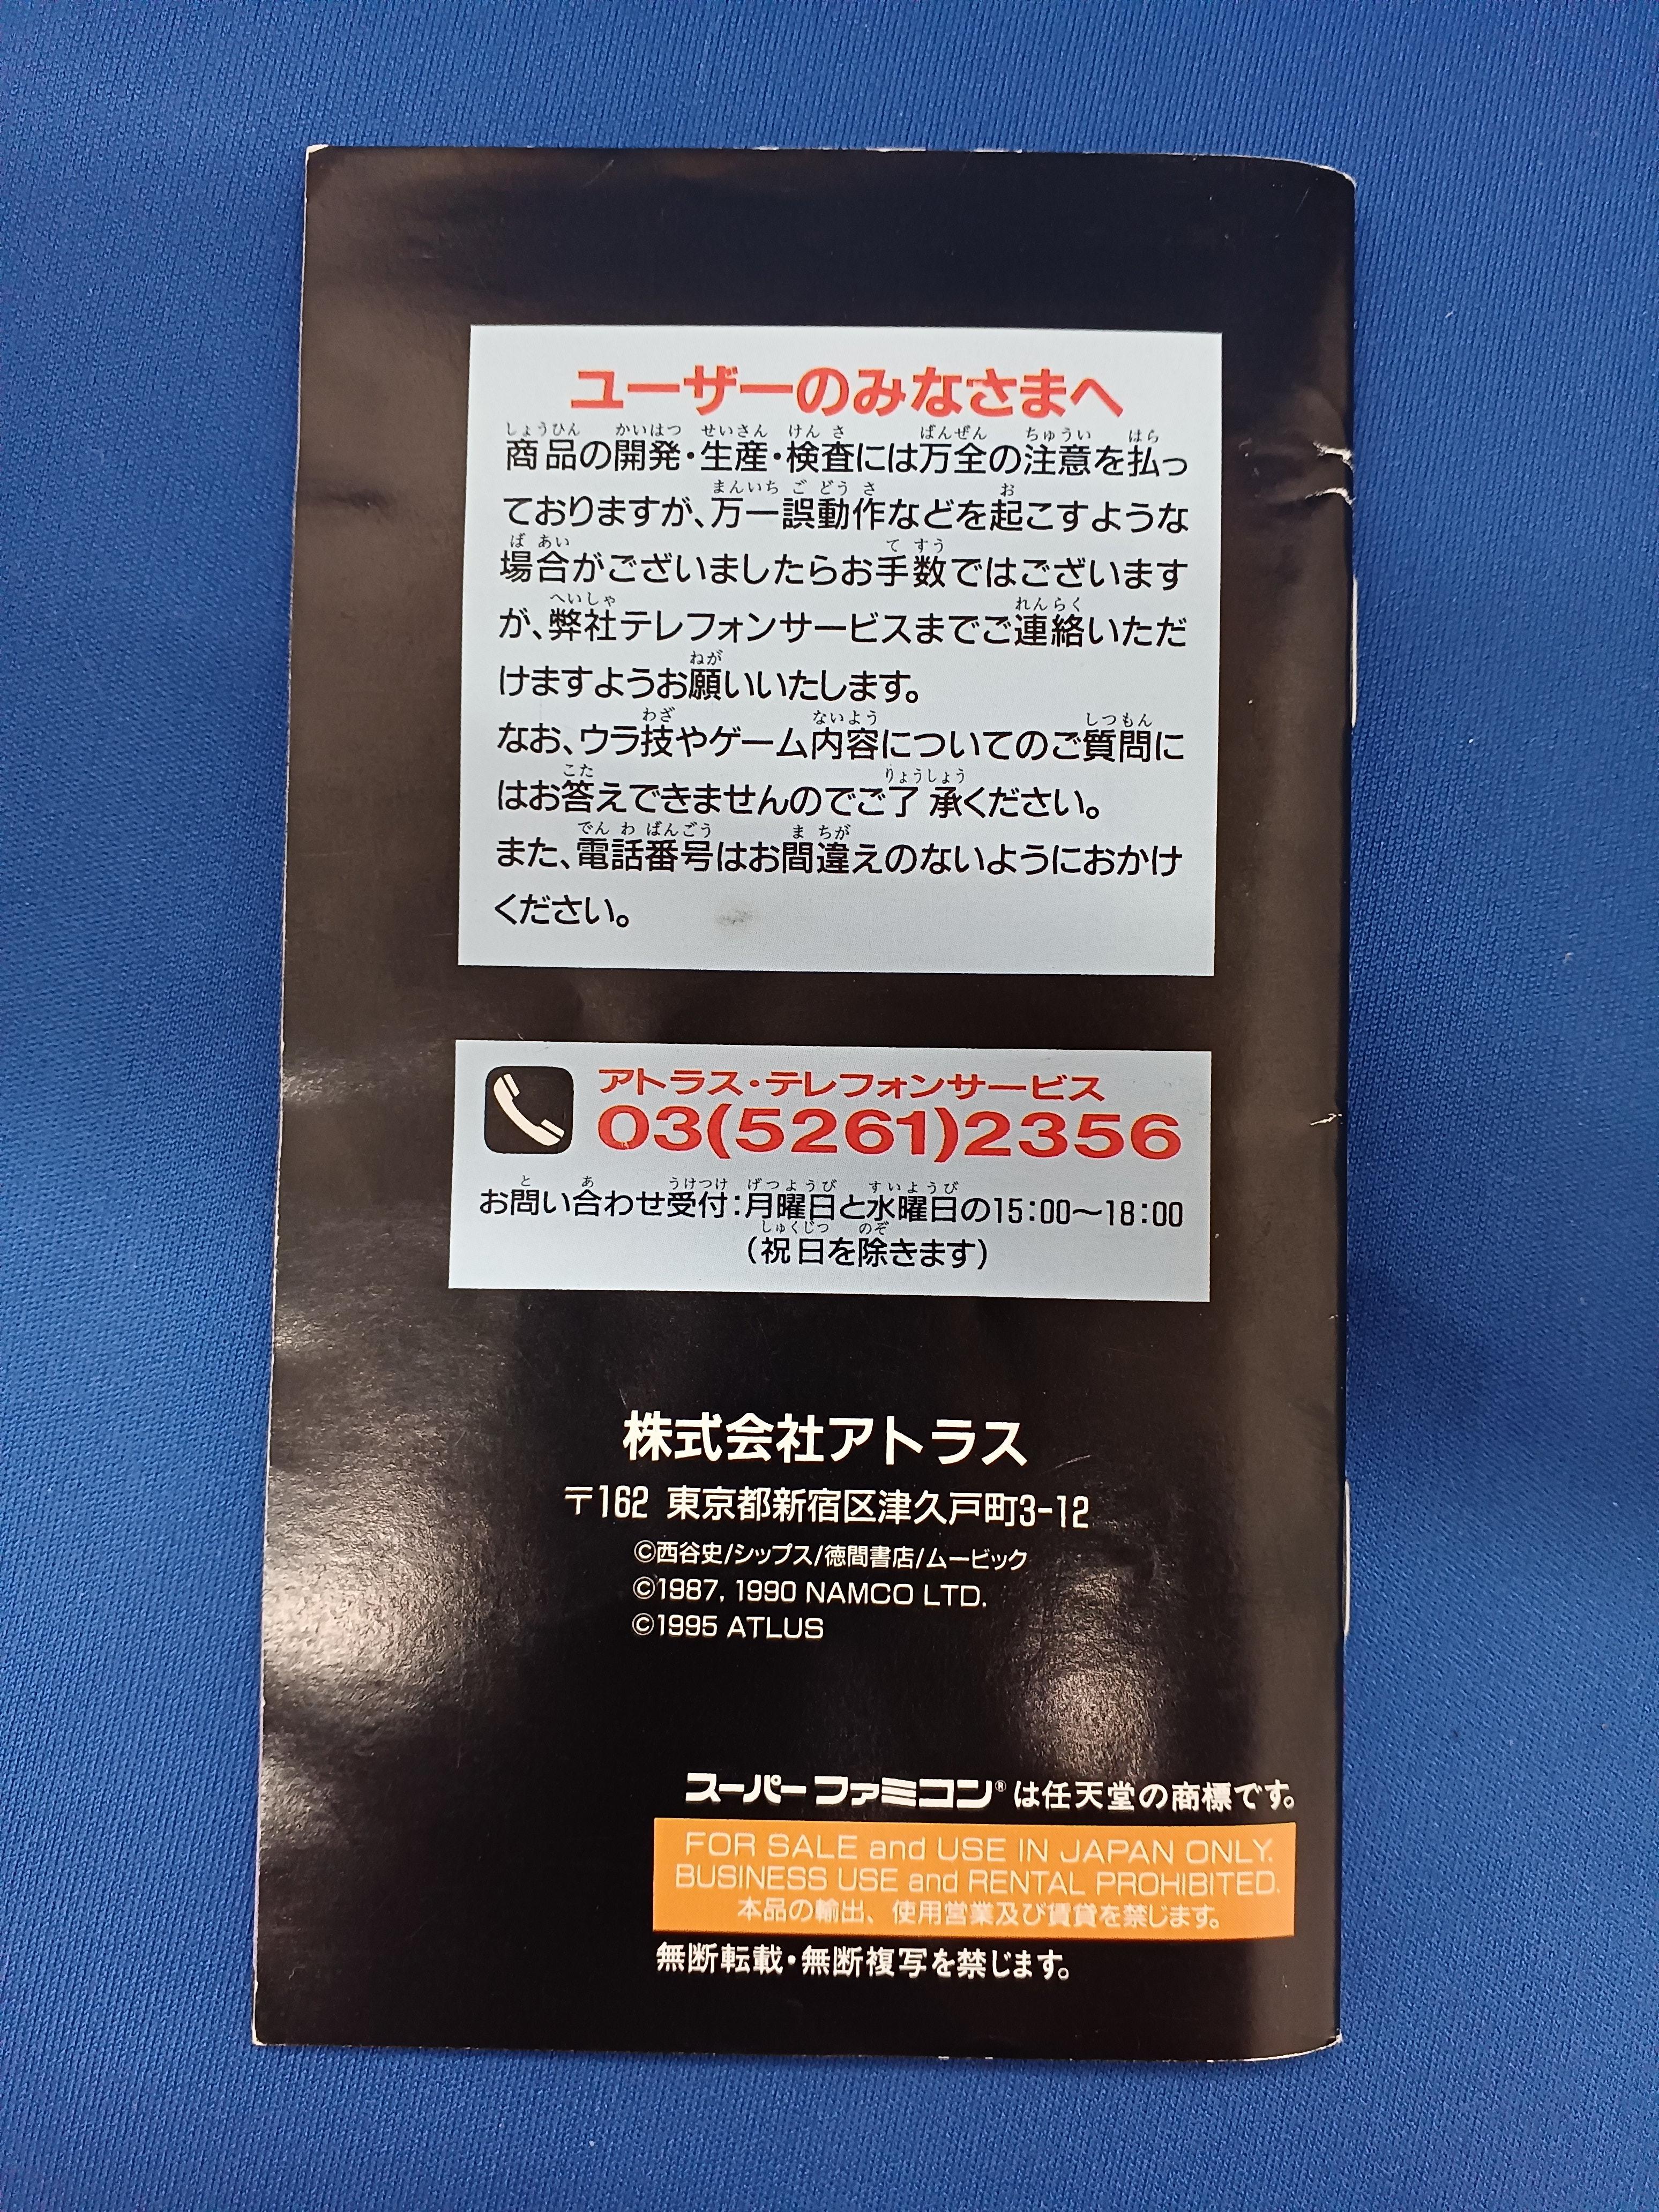 ユーザーのみなさまへ
商品の開発・生産・検査には万全の注意を払っ
ておりますが、万一誤動作などを起こすような
場合がございましたらお手数ではございます
が、弊社テレフォンサービスまでご連絡いただ
けますようお願いいたします。
なお、ウラ技やゲーム内容についてのご質問に
はお答えできませんのでご了承ください。
また、電話番号はお間違えのないようにおかけ
ください。
アトラス・テレフォンサービス
03(5261)2356
お問い合わせ受付:月曜日と水曜日の15:00〜18:00
(祝日を除きます)
株式会社アトラス
〒162 東京都新宿区津久戸町3-12
©西谷史/シップス/徳間書店/ムービック
©1987, 1990 NAMCO LTD.
©1995 ATLUS
スーパーファミコン®は任天堂の商標です。
FOR SALE and USE IN JAPAN ONLY.
BUSINESS USE and RENTAL PROHIBITED.
本品の輸出、使用営業及び賃貸を禁じます。
無断転載・無断複写を禁じます。